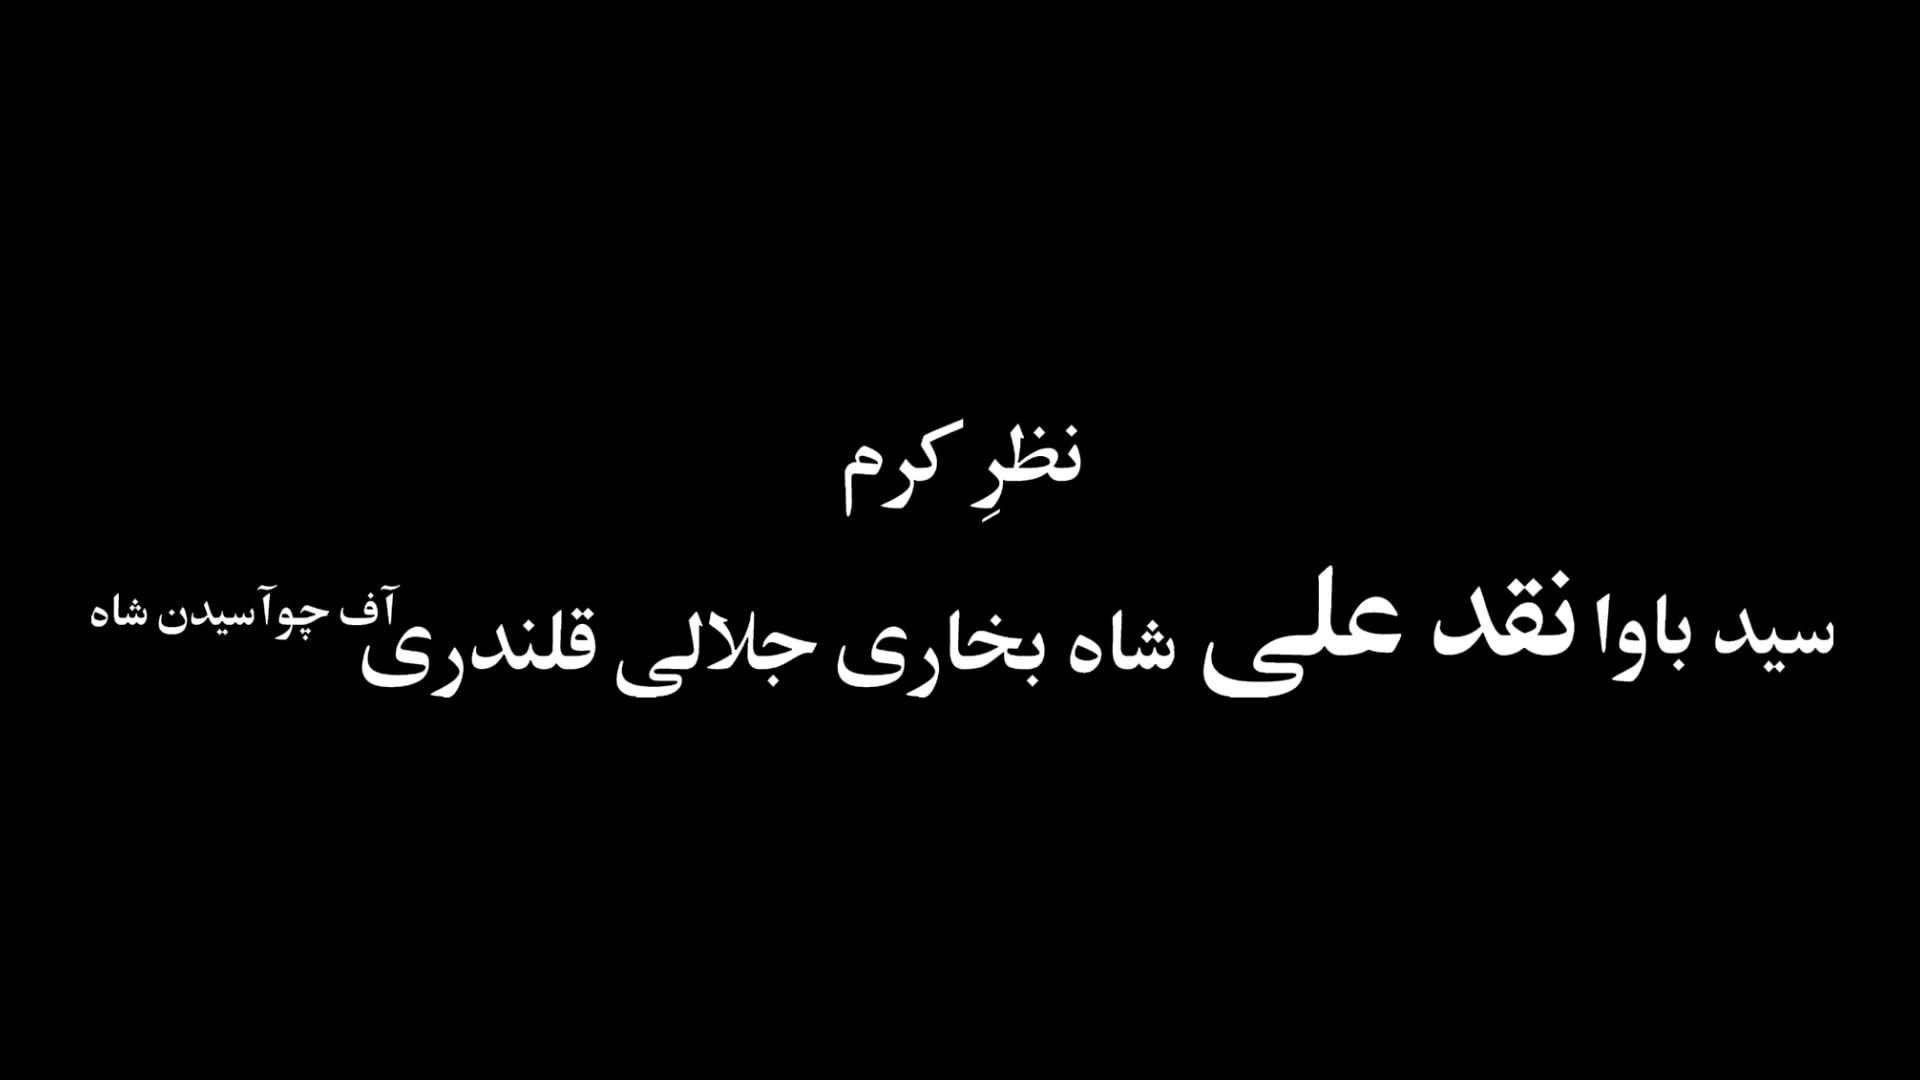 نظرِ کرم
سید باوا نقد علی شاہ بخاری جلالی قلندری آف چوآسیدن شاہ